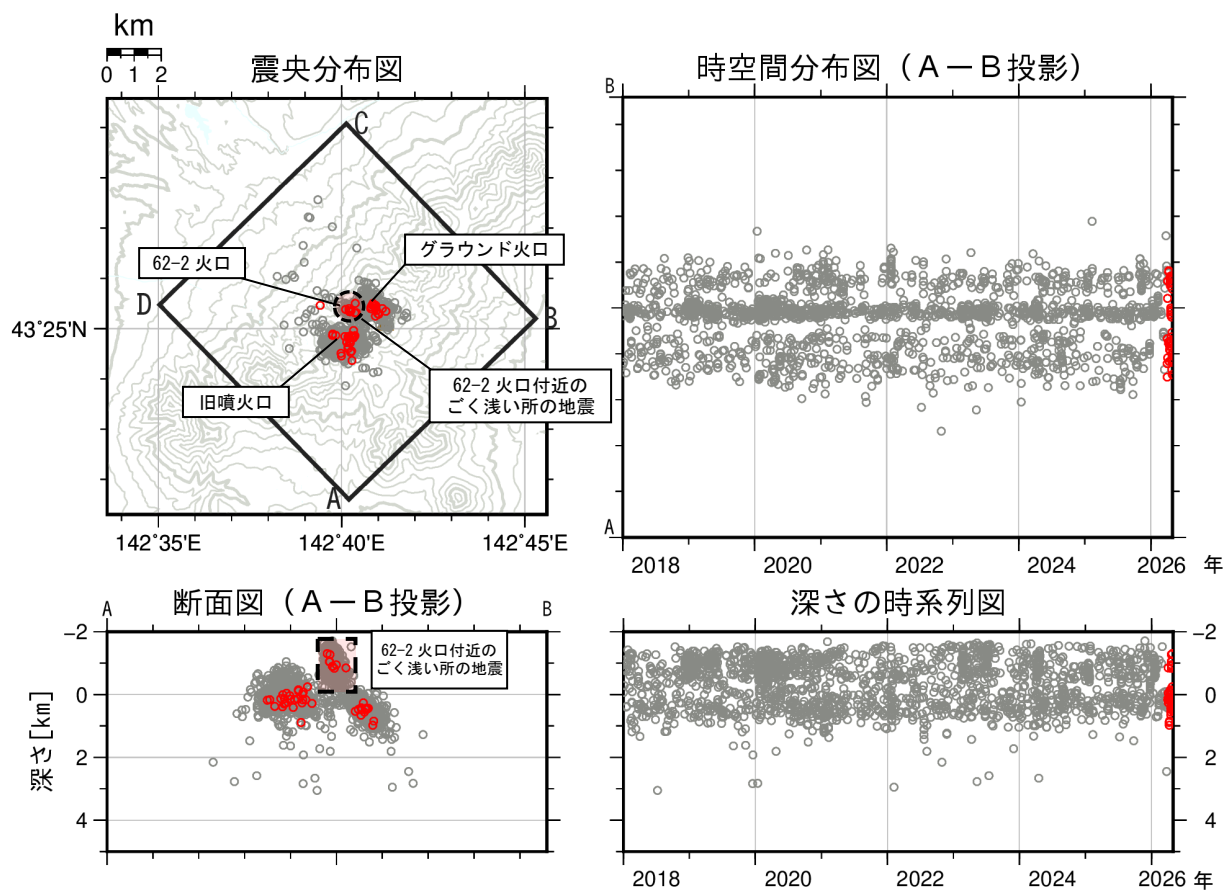 km
0 1 2
震央分布図
C
62-2 火口
グラウンド火口
D
B
43°25'N
旧噴火口
62-2 火口付近の
ごく浅い所の地震
A
142°35'E
142°40'E
142°45'E
時空間分布図（A－B投影）
B
A
2018
2020
2022
2024
2026
年
断面図（A－B投影）
A
B
62-2 火口付近の
ごく浅い所の地震
深さ[km]
-2
0
2
4
深さの時系列図
-2
0
2
4
2018
2020
2022
2024
2026
年